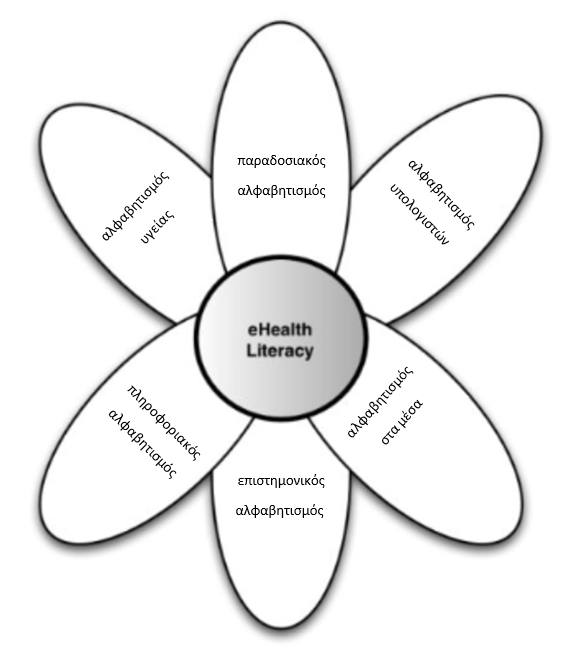 παραδοσιακός
αλφαβητισμός
αλφαβητισμός
υγείας
αλφαβητισμός
υπολογιστών
eHealth
Literacy
πληροφοριακός
αλφαβητισμός
αλφαβητισμός
στα μέσα
επιστημονικός
αλφαβητισμός